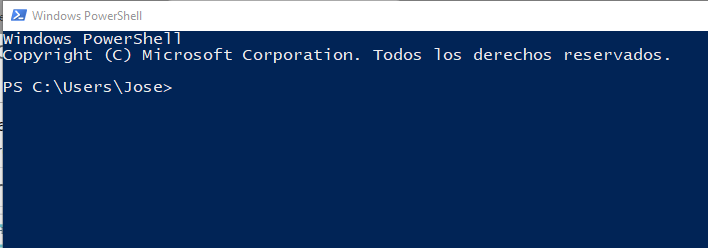 Windows PowerShell
Windows PowerShell
Copyright (C) Microsoft Corporation. Todos los derechos reservados.
PS C:\Users\Jose>